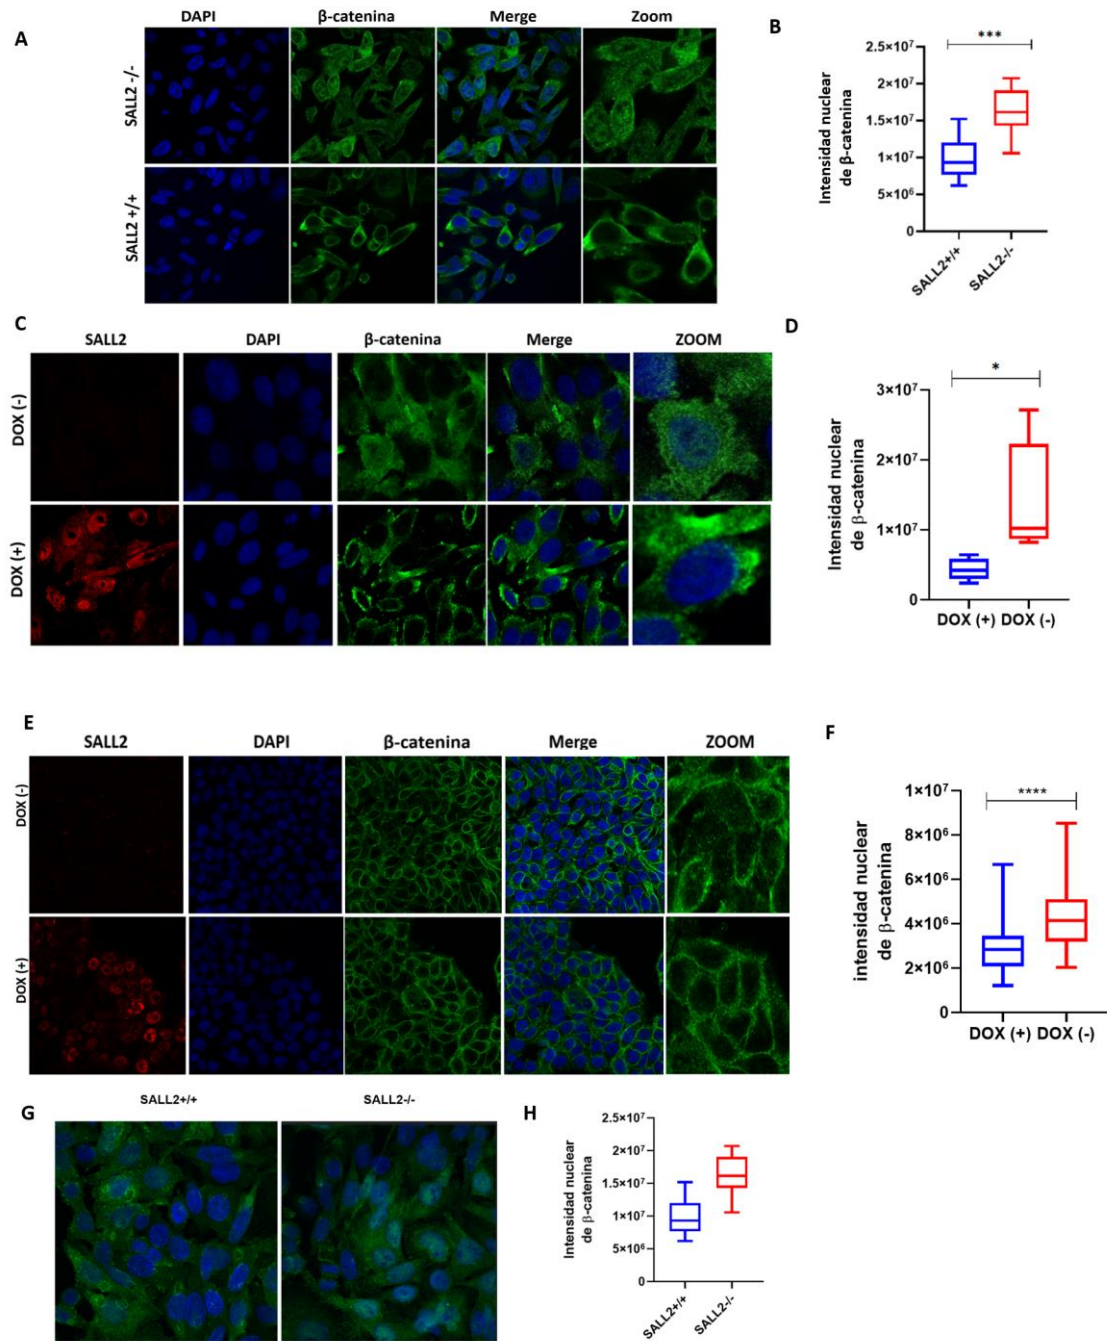 A
DAPI β-catenina Merge Zoom
SALL2 -/-
SALL2 +/+
B
***
Intensidad nuclear
de β-catenina
2.5×10⁷
2×10⁷
1.5×10⁷
1×10⁷
5×10⁶
0
SALL2+/+ SALL2-/-
C
SALL2 DAPI β-catenina Merge ZOOM
DOX (-)
DOX (+)
D
*
Intensidad nuclear
de β-catenina
3×10⁷
2×10⁷
1×10⁷
0
DOX (+) DOX (-)
E
SALL2 DAPI β-catenina Merge ZOOM
DOX (-)
DOX (+)
F
****
intensidad nuclear
de β-catenina
1×10⁷
8×10⁶
6×10⁶
4×10⁶
2×10⁶
0
DOX (+) DOX (-)
G
SALL2+/+ SALL2-/-
H
Intensidad nuclear
de β-catenina
2.5×10⁷
2×10⁷
1.5×10⁷
1×10⁷
5×10⁶
0
SALL2+/+ SALL2-/-